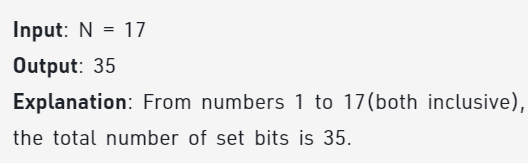 Input: N = 17
Output: 35
Explanation: From numbers 1 to 17(both inclusive),
the total number of set bits is 35.